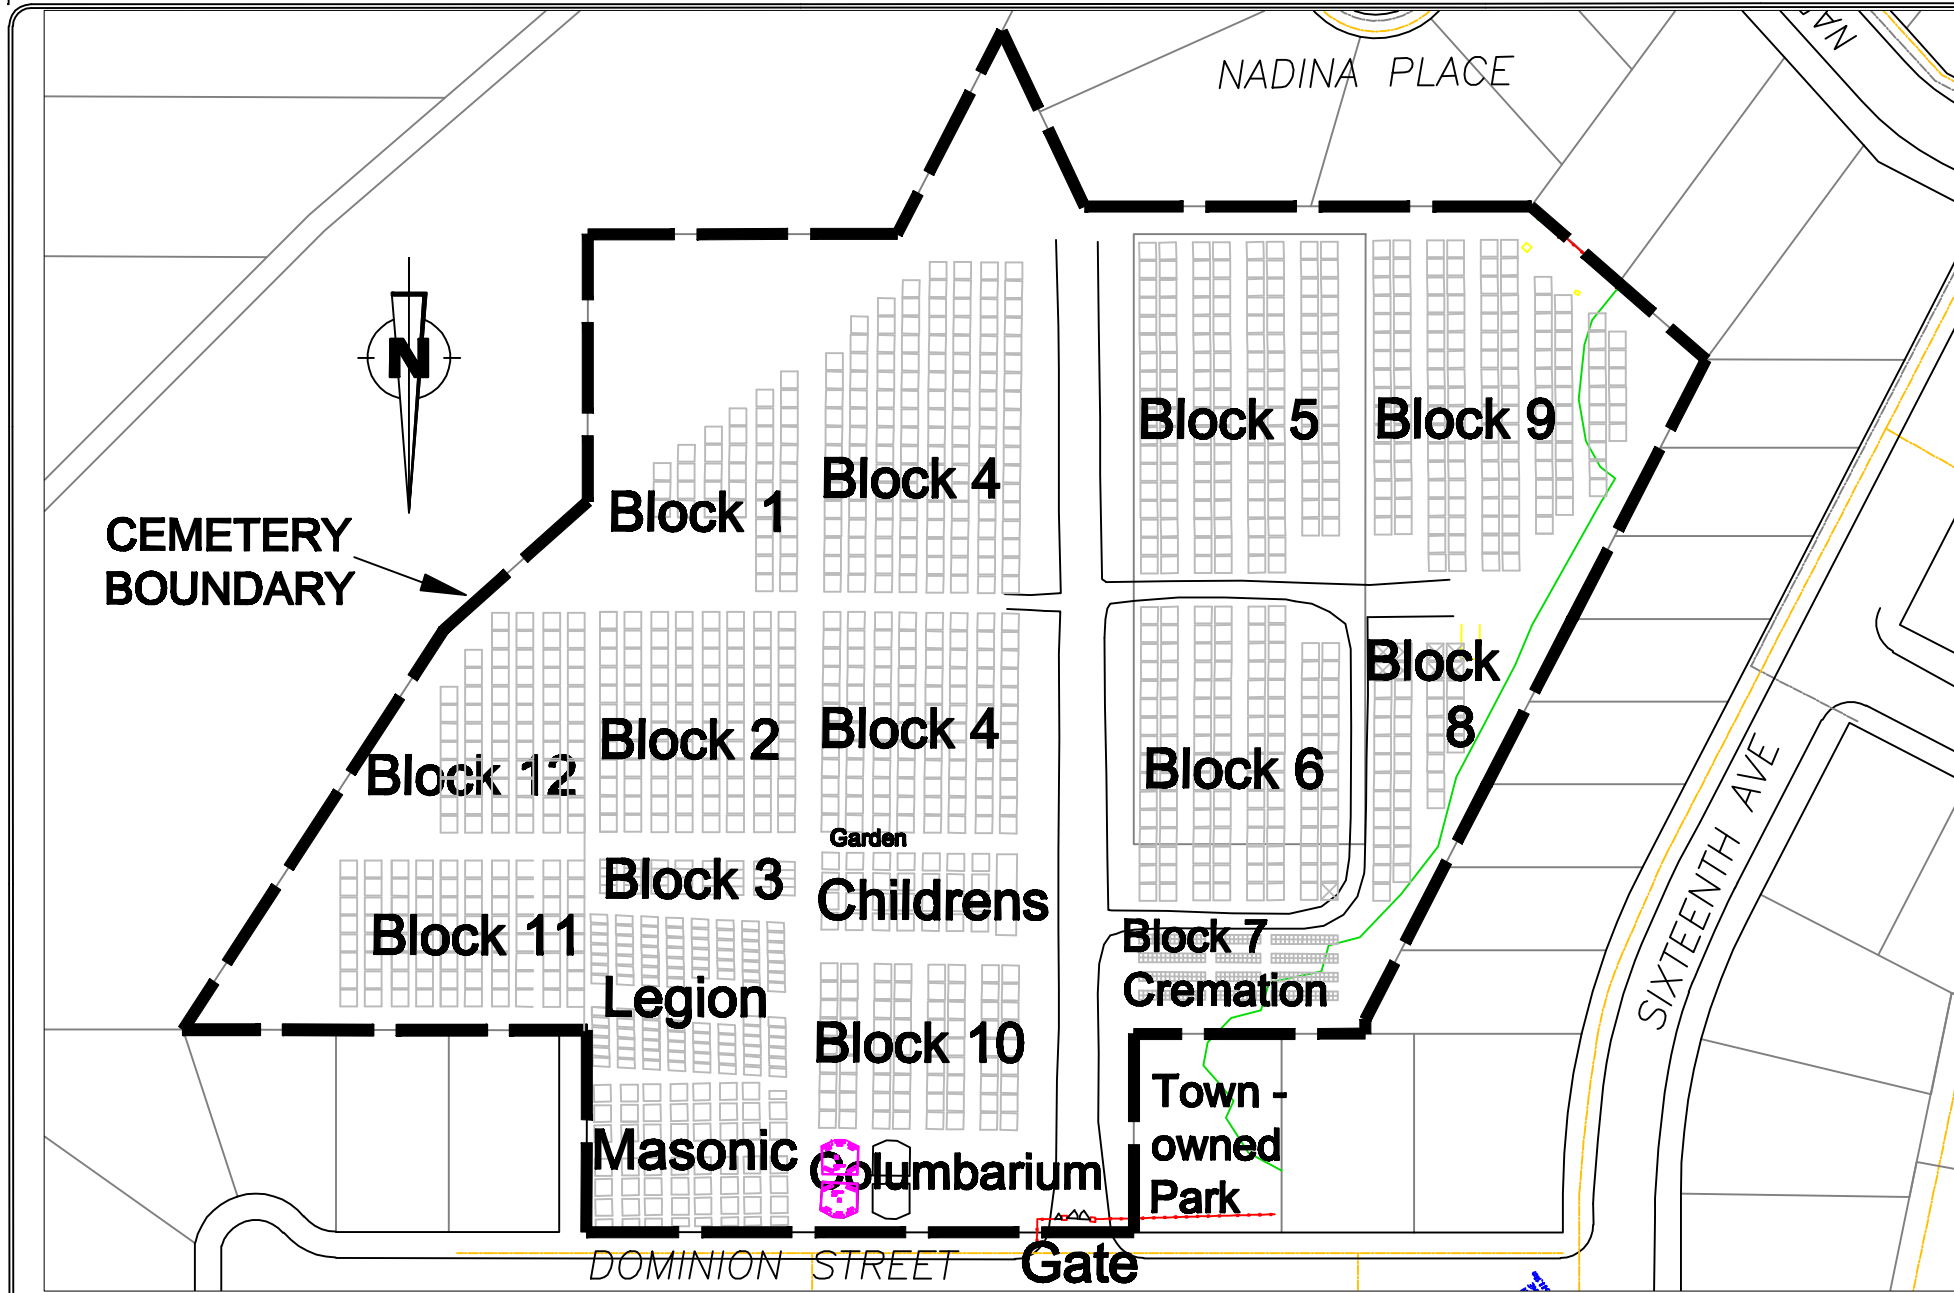 NADINA PLACE
NA
N
CEMETERY
BOUNDARY
Block 1
Block 4
Block 5
Block 9
Block 12
Block 2
Block 4
Block 6
Block
8
Garden
Block 3
Childrens
Block 11
Legion
Block 10
Block 7
Cremation
Masonic
Columbarium
Town -
owned
Park
SIXTEENTH AVE
DOMINION STREET
Gate